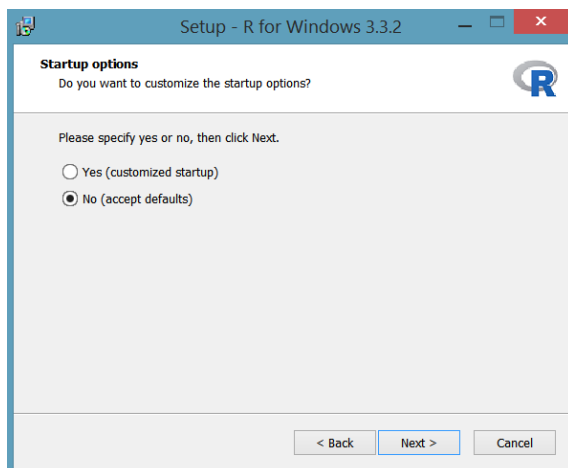 Setup - R for Windows 3.3.2
Startup options
Do you want to customize the startup options?
R
Please specify yes or no, then click Next.
Yes (customized startup)
No (accept defaults)
< Back
Next >
Cancel